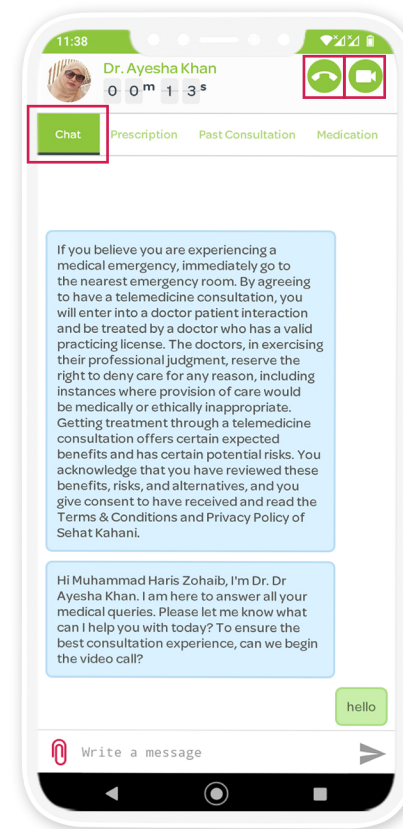 11:38
Dr. Ayesha Khan
0 0 m 1 3 s
Chat Prescription Past Consultation Medication
If you believe you are experiencing a
medical emergency, immediately go to
the nearest emergency room. By agreeing
to have a telemedicine consultation, you
will enter into a doctor patient interaction
and be treated by a doctor who has a valid
practicing license. The doctors, in exercising
their professional judgment, reserve the
right to deny care for any reason, including
instances where provision of care would
be medically or ethically inappropriate.
Getting treatment through a telemedicine
consultation offers certain expected
benefits and has certain potential risks. You
acknowledge that you have reviewed these
benefits, risks, and alternatives, and you
give consent to have received and read the
Terms & Conditions and Privacy Policy of
Sehat Kahani.
Hi Muhammad Haris Zohaib, I'm Dr. Dr
Ayesha Khan. I am here to answer all your
medical queries. Please let me know what
can I help you with today? To ensure the
best consultation experience, can we begin
the video call?
hello
Write a message